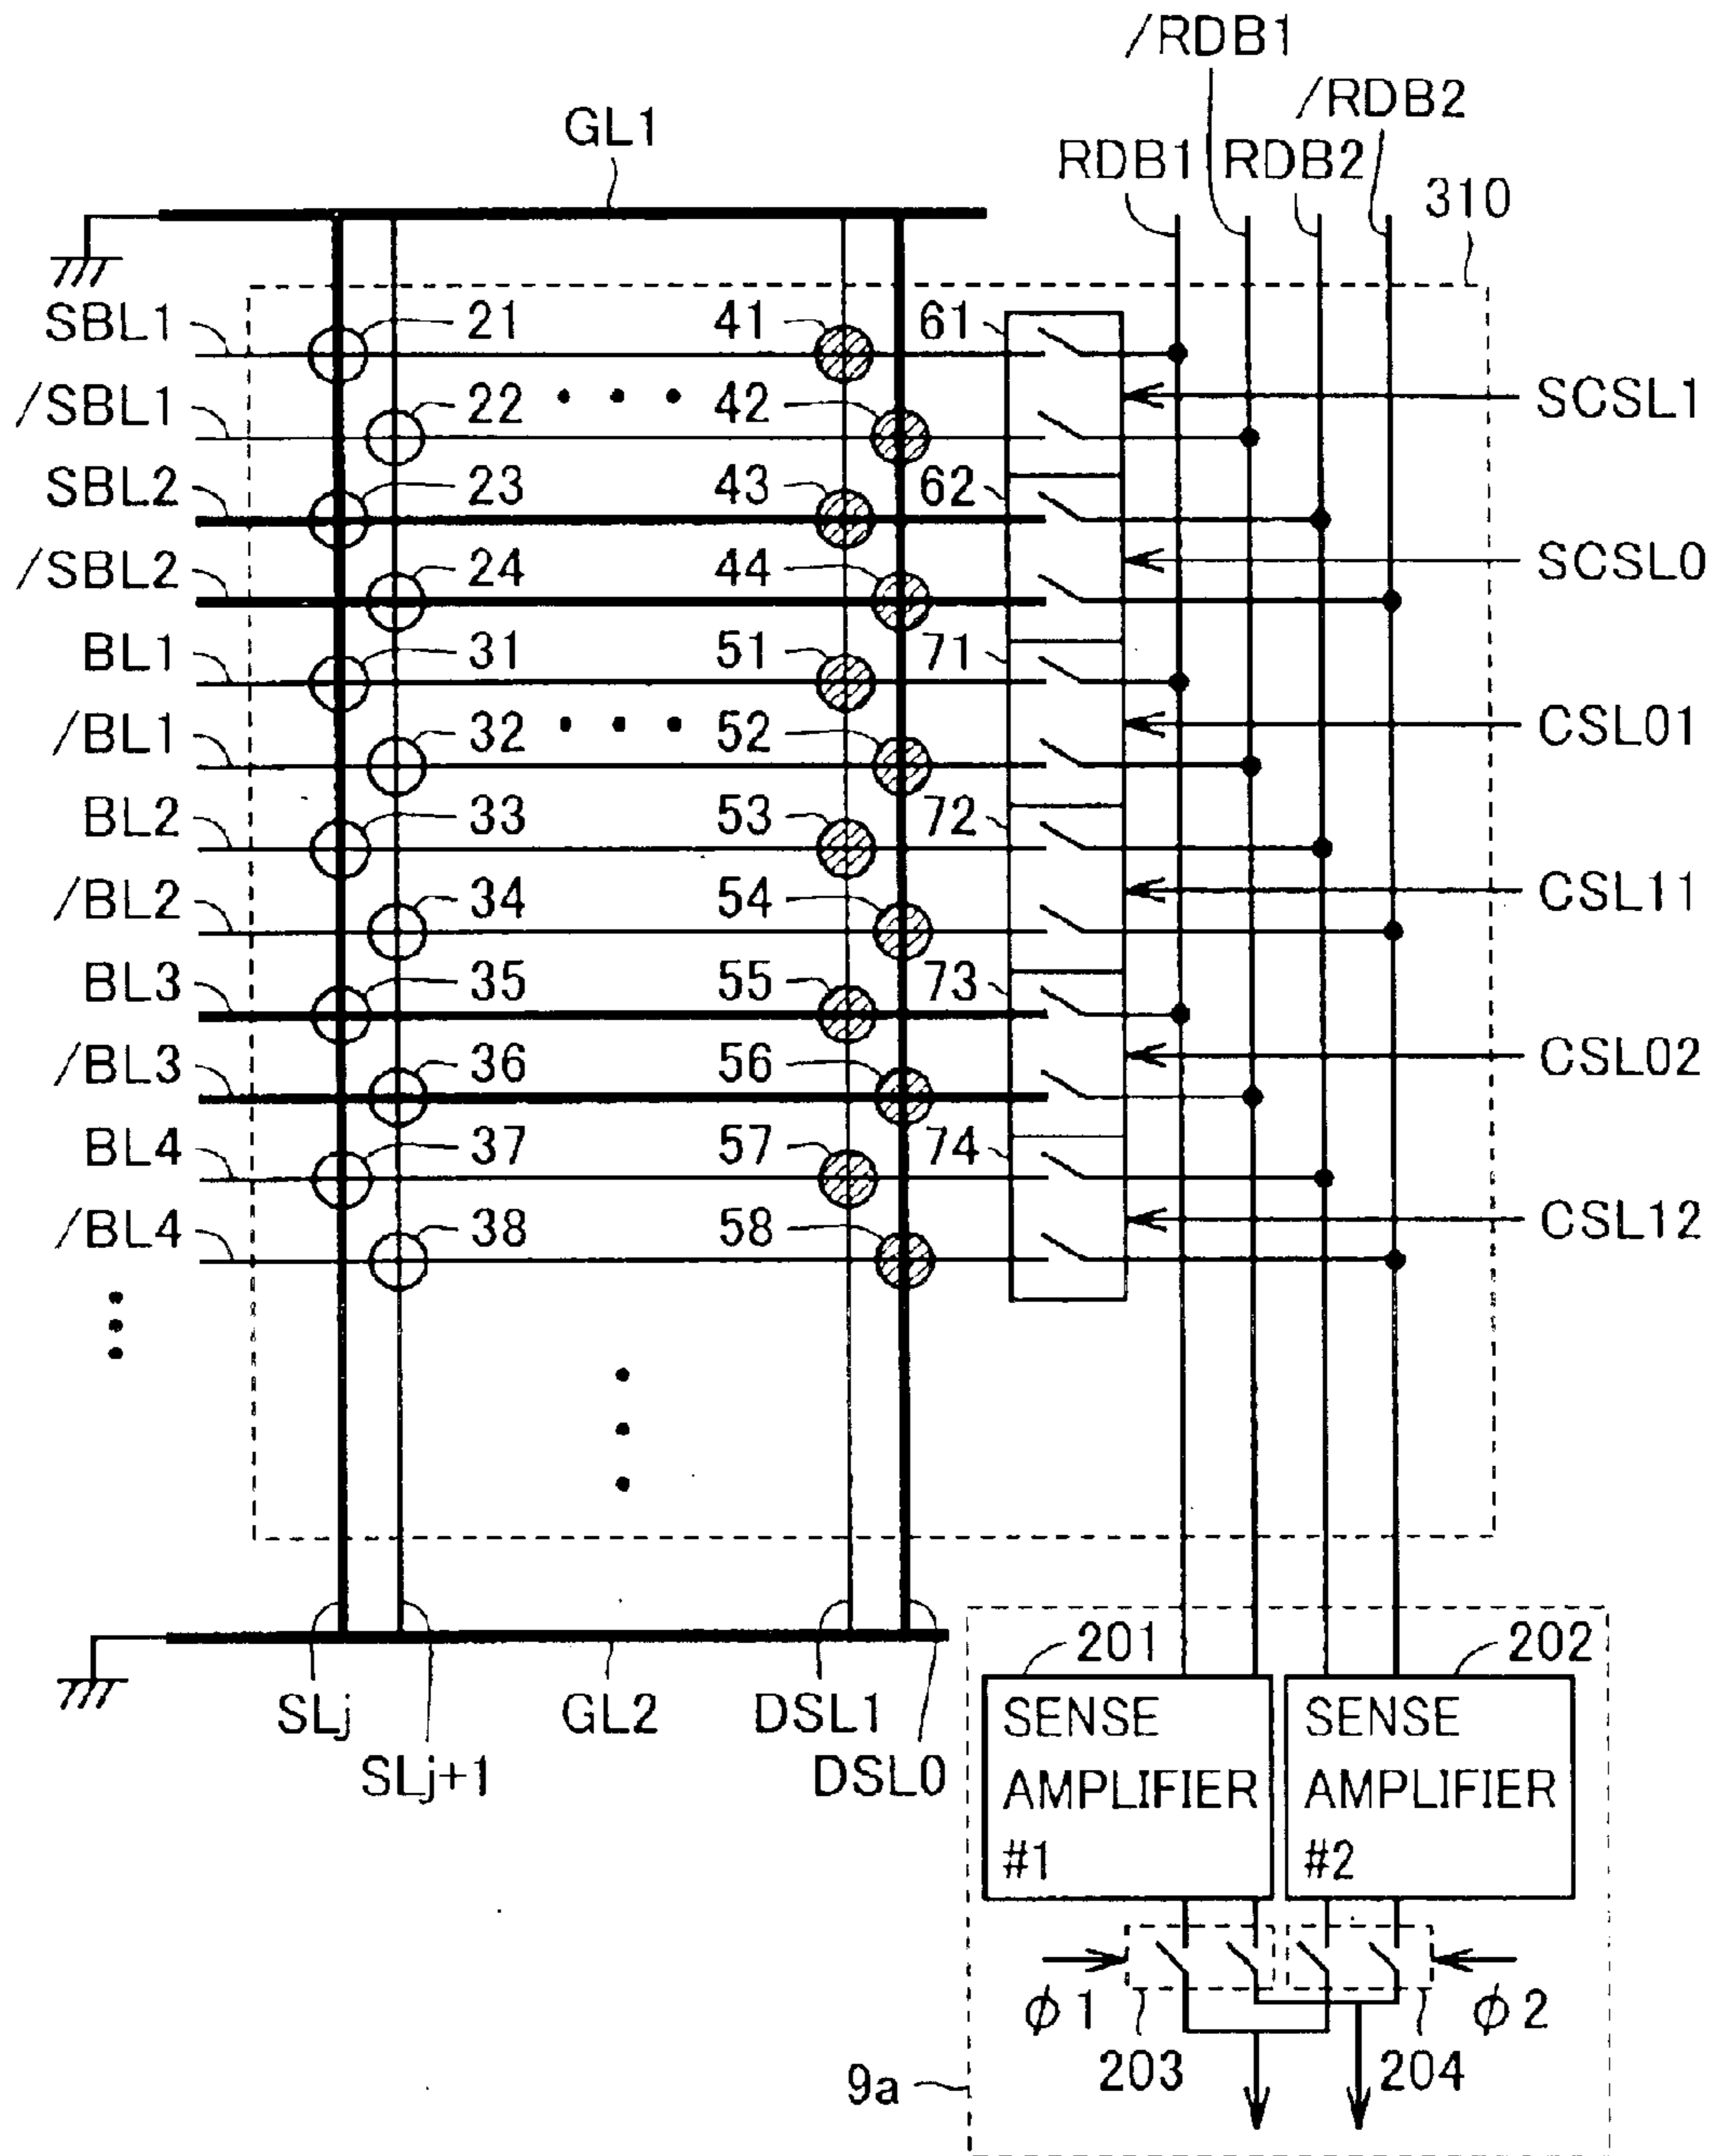 /RDB1
/RDB2
GL1
RDB1 RDB2
310
SBL1 21 41 61
/SBL1 22 • • • 42 SCSL1
SBL2 23 43 62
/SBL2 24 44 SCSL0
BL1 31 51 71
/BL1 32 • • • 52 CSL01
BL2 33 53 72
/BL2 34 54 CSL11
BL3 35 55 73
/BL3 36 56 CSL02
BL4 37 57 74
/BL4 38 58 CSL12
201 202
SLj GL2 DSL1
SLj+1 DSL0
SENSE
AMPLIFIER
#1
SENSE
AMPLIFIER
#2
ϕ1 ϕ2
203 204
9a